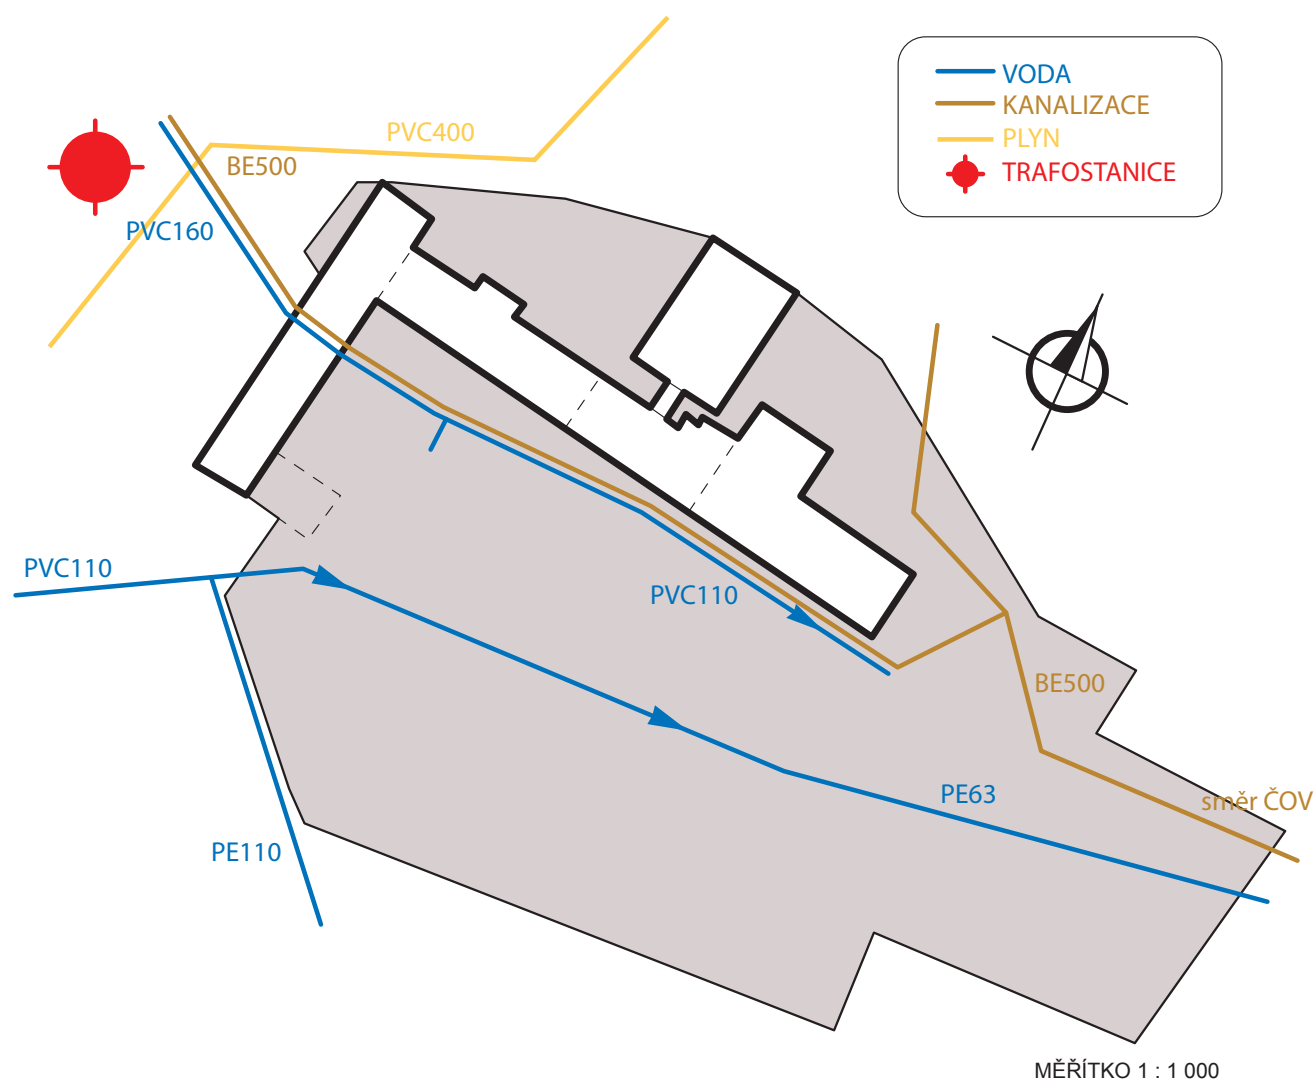 VODA
KANALIZACE
PLYN
TRAFOSTANICE
PVC400
BE500
PVC160
PVC110
PVC110
BE500
PE63
směr ČOV
PE110
MĚŘÍTKO 1 : 1 000